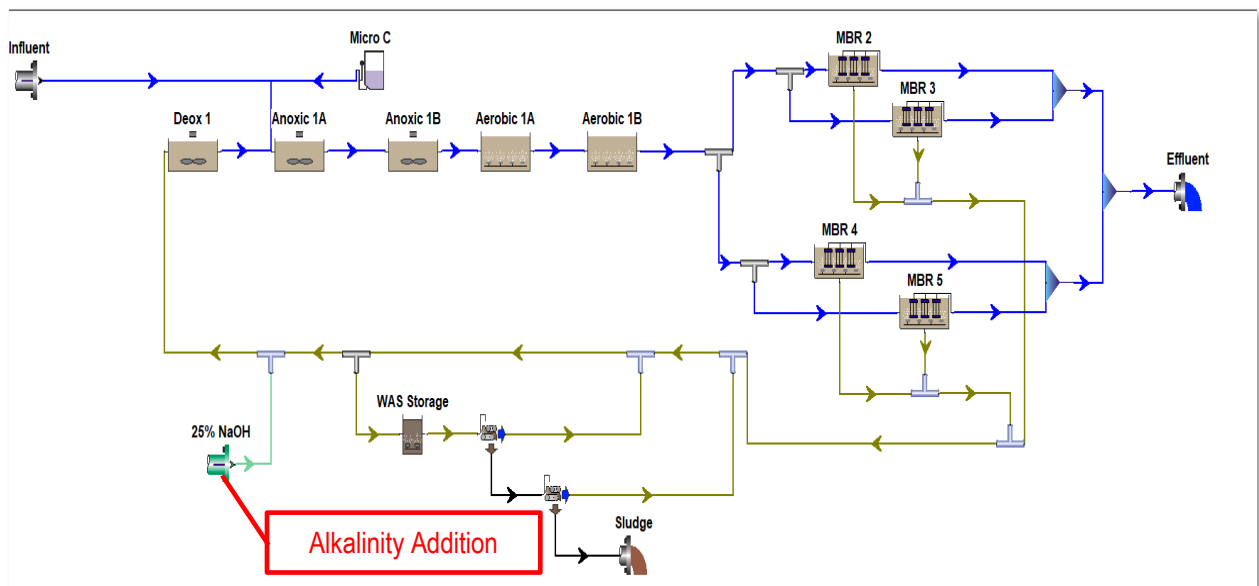 Influent
Micro C
MBR 2
MBR 3
Deox 1
Anoxic 1A
Anoxic 1B
Aerobic 1A
Aerobic 1B
Effluent
MBR 4
MBR 5
WAS Storage
25% NaOH
Alkalinity Addition
Sludge